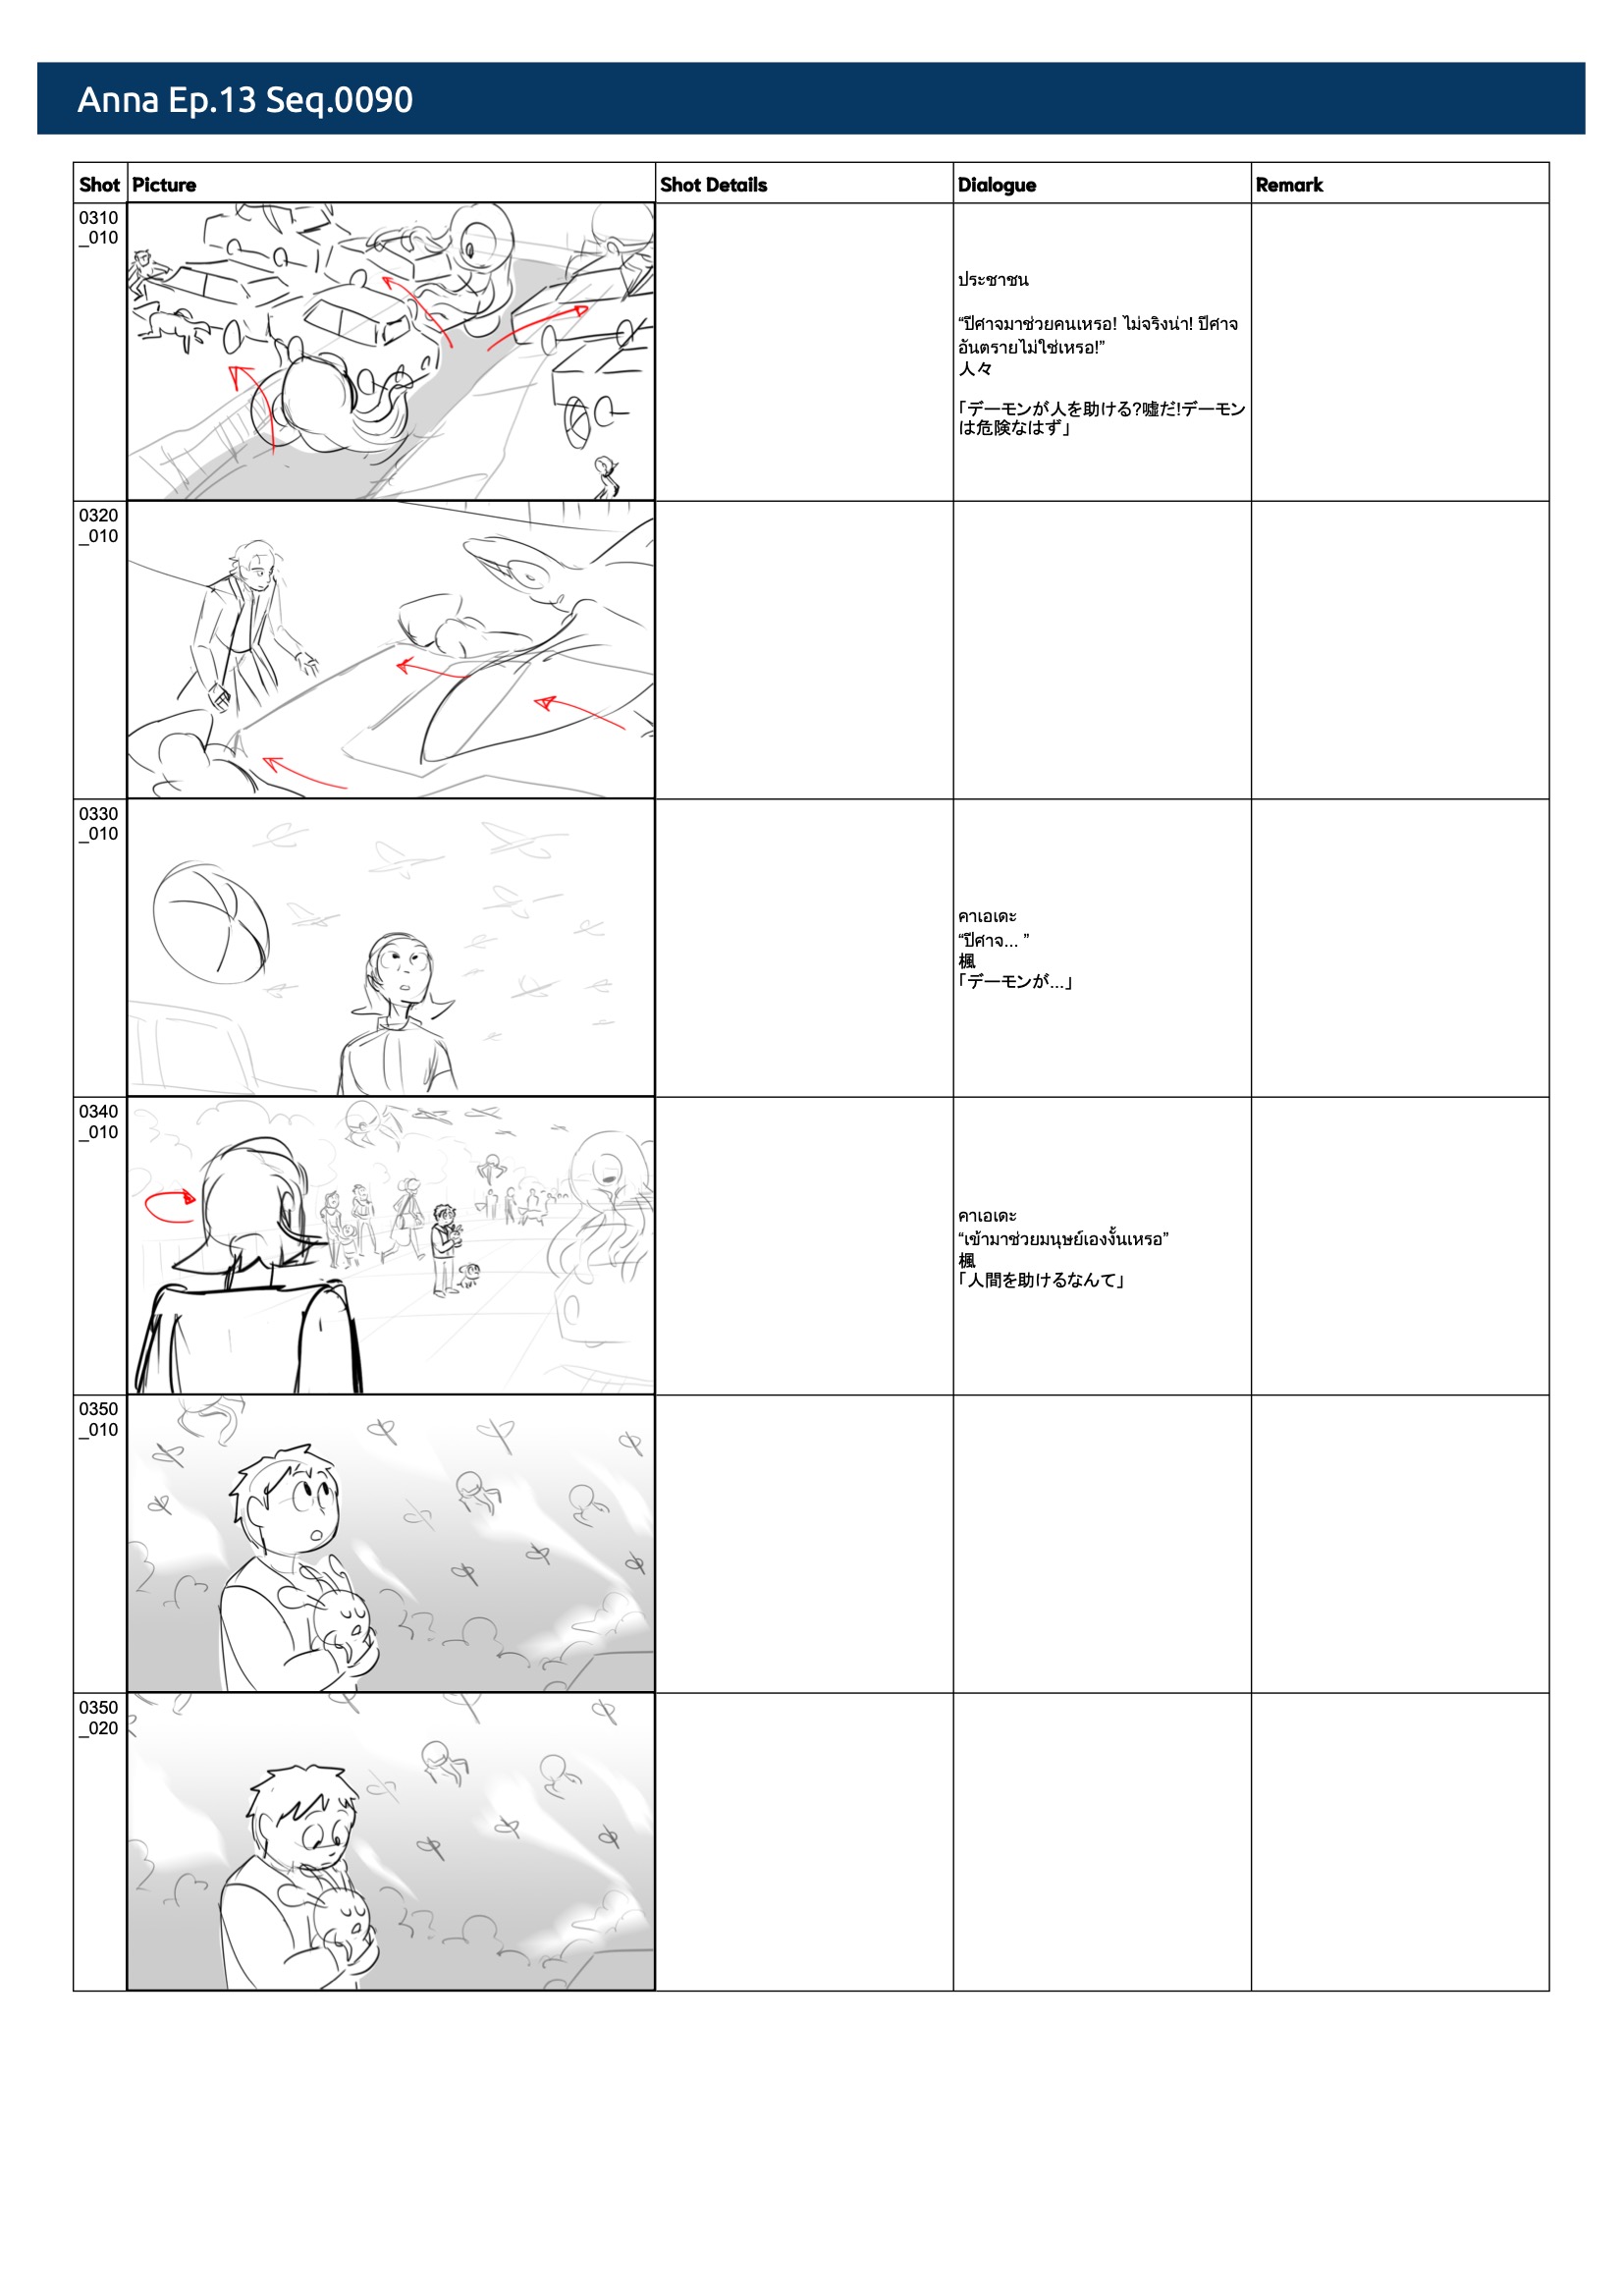 Anna Ep.13 Seq.0090
Shot Picture Shot Details Dialogue Remark
0310
_010
ประชาชน
“ปีศาจมาช่วยคนเหรอ! ไม่จริงน่า! ปีศาจ
อันตรายไม่ใช่เหรอ!”
人々
「デーモンが人を助ける?嘘だ!デーモン
は危険なはず」
0320
_010
0330
_010
คาเอเดะ
“ปีศาจ... ”
楓
「デーモンが...」
0340
_010
คาเอเดะ
“เข้ามาช่วยมนุษย์เองงั้นเหรอ”
楓
「人間を助けるなんて」
0350
_010
0350
_020